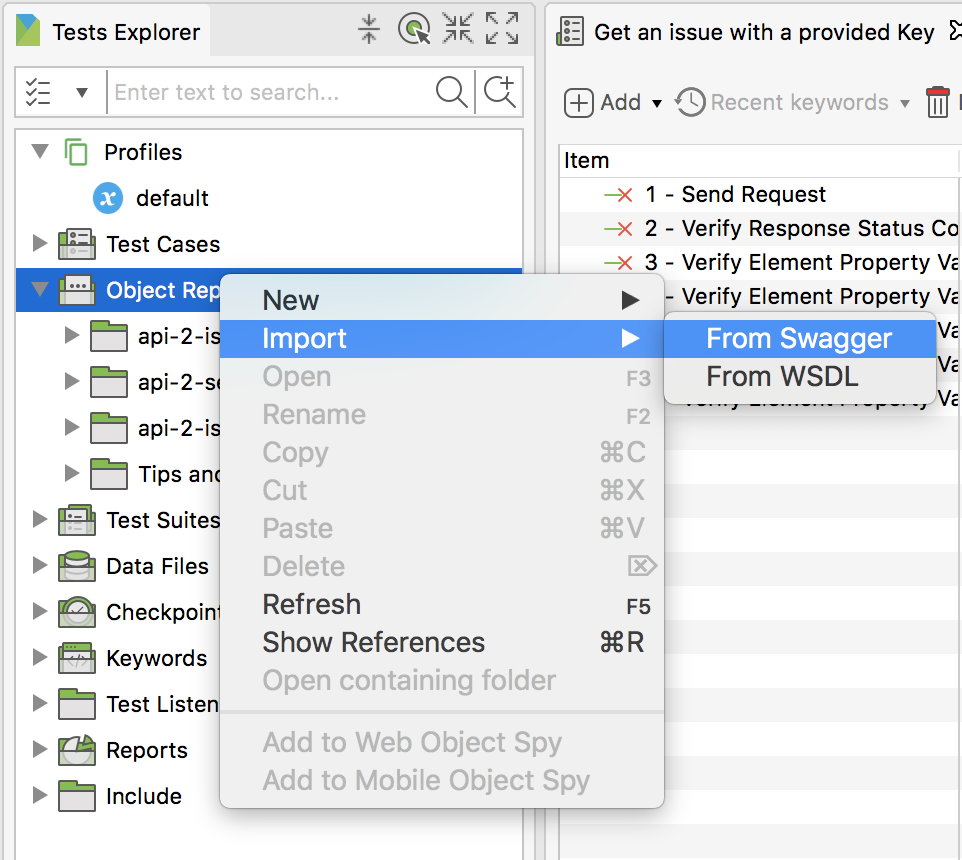 Tests Explorer
Enter text to search...
Profiles
x
default
Test Cases
Object Rep
api-2-is
api-2-se
api-2-is
Tips and
Test Suites
Data Files
Checkpoint
Keywords
Test Listen
Reports
Include
New
Import
Open F3
Rename F2
Copy ⌘C
Cut ⌘X
Paste ⌘V
Delete ⌦
Refresh F5
Show References ⌘R
Open containing folder
Add to Web Object Spy
Add to Mobile Object Spy
From Swagger
From WSDL
Get an issue with a provided Key
Add Recent keywords
Item
1 - Send Request
2 - Verify Response Status Co
3 - Verify Element Property Va
- Verify Element Property Va
Va
Va
Verify Element Property Va